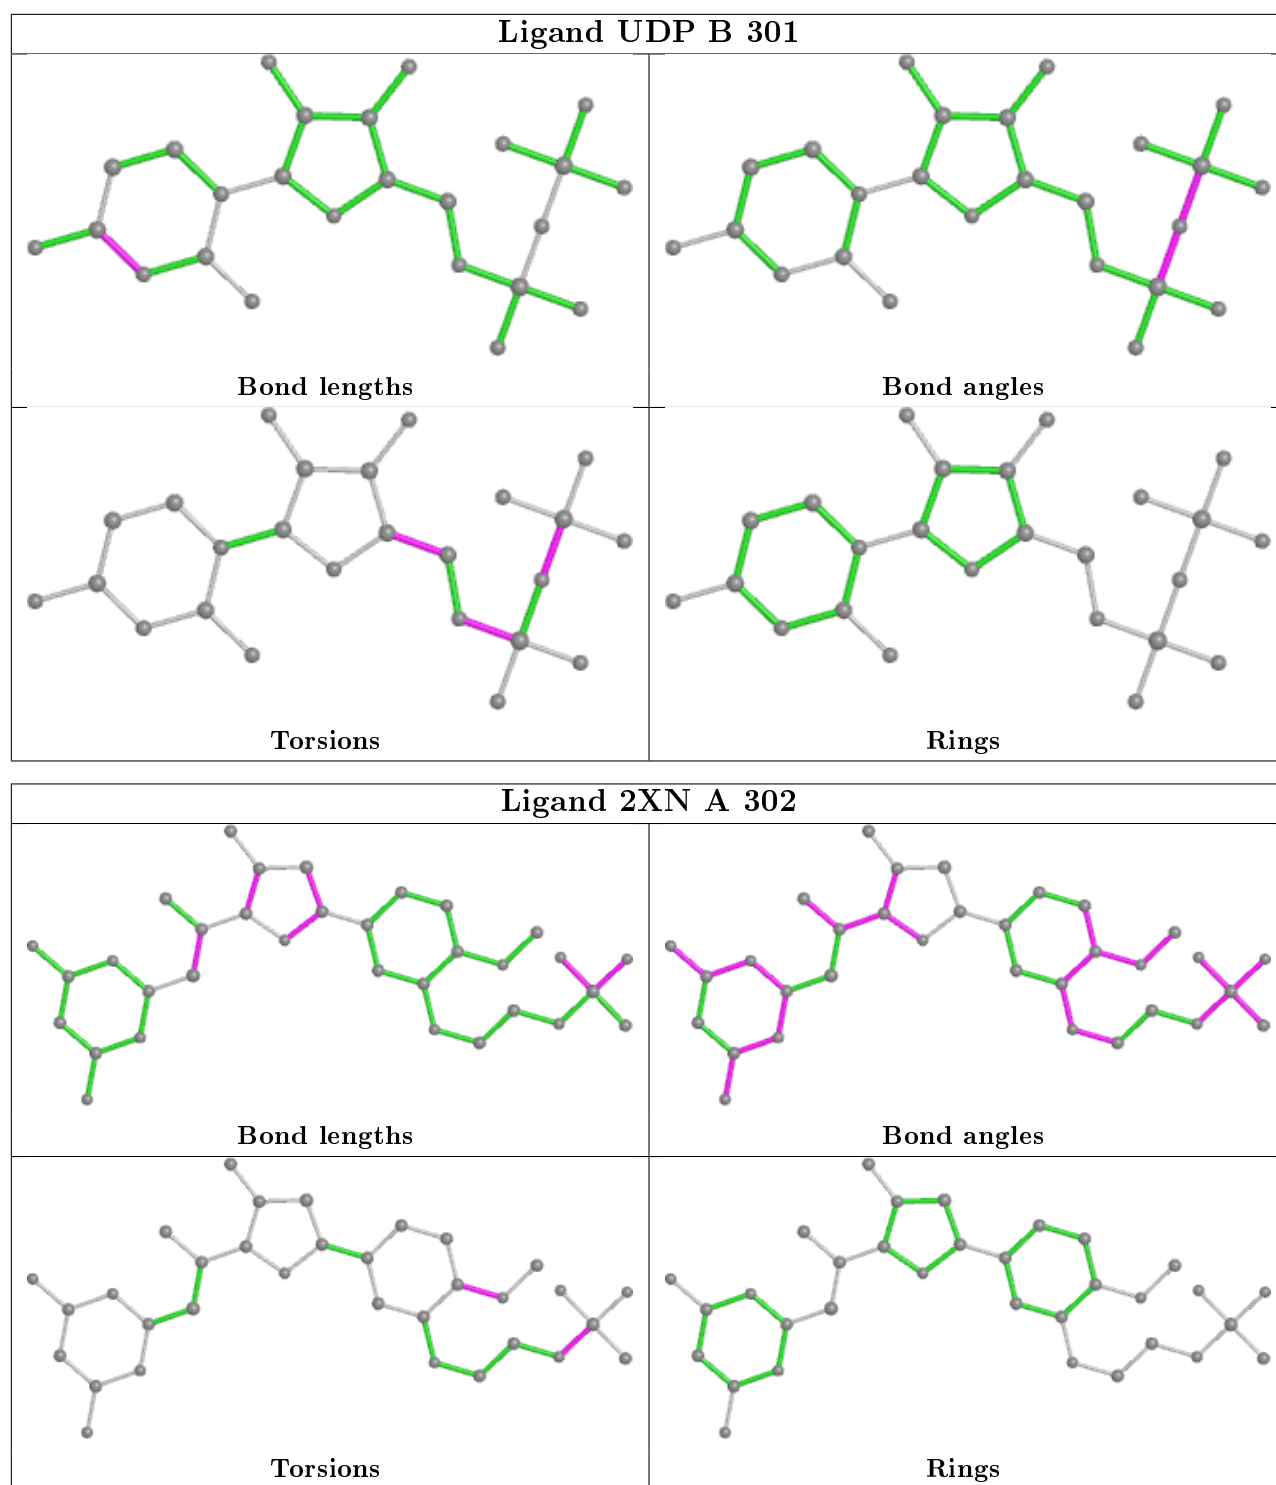 Ligand UDP B 301
Bond lengths
Bond angles
Torsions
Rings
Ligand 2XN A 302
Bond lengths
Bond angles
Torsions
Rings